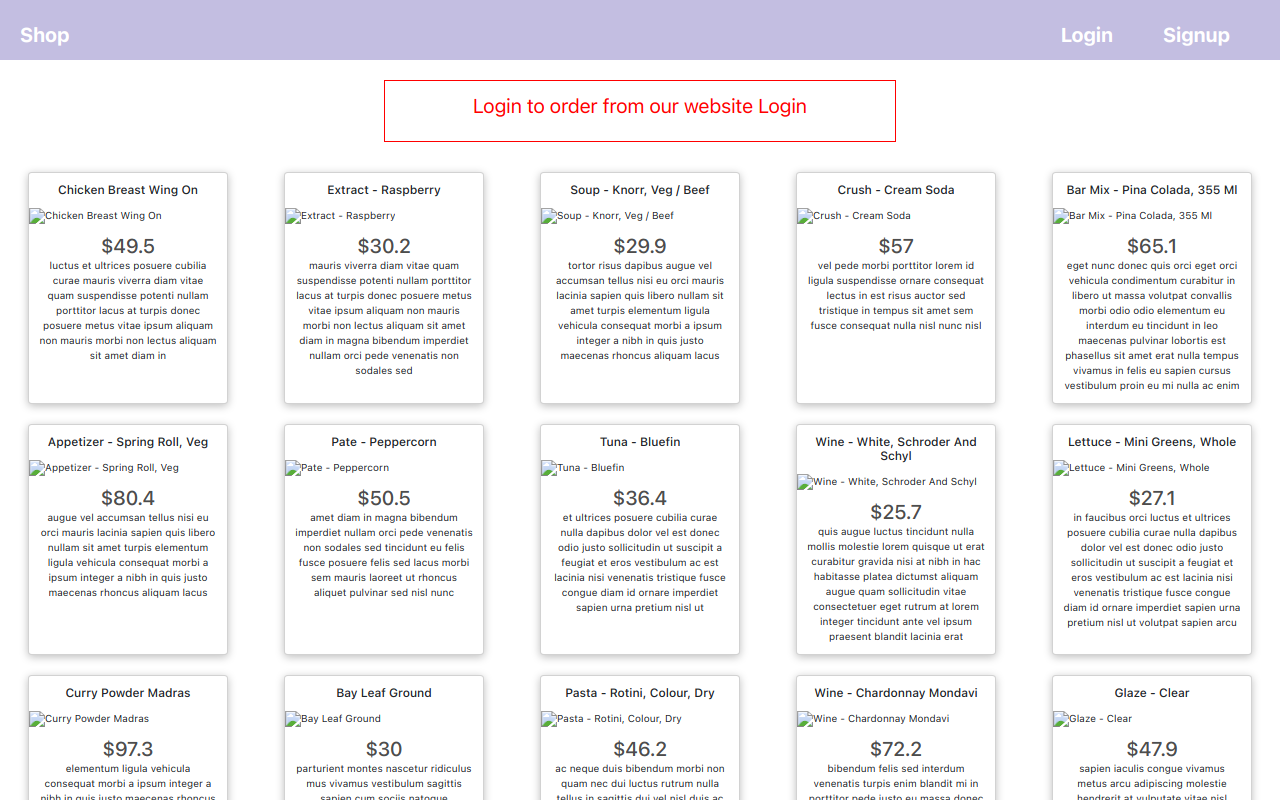 Shop
Login
Signup
Login to order from our website Login
Chicken Breast Wing On
Chicken Breast Wing On
$49.5
luctus et ultrices posuere cubilia
curae mauris viverra diam vitae
quam suspendisse potenti nullam
porttitor lacus at turpis donec
posuere metus vitae ipsum aliquam
non mauris morbi non lectus aliquam
sit amet diam in
Extract - Raspberry
Extract - Raspberry
$30.2
mauris viverra diam vitae quam
suspendisse potenti nullam porttitor
lacus at turpis donec posuere metus
vitae ipsum aliquam non mauris
morbi non lectus aliquam sit amet
diam in magna bibendum imperdiet
nullam orci pede venenatis non
sodales sed
Soup - Knorr, Veg / Beef
Soup - Knorr, Veg / Beef
$29.9
tortor risus dapibus augue vel
accumsan tellus nisi eu orci mauris
lacinia sapien quis libero nullam sit
amet turpis elementum ligula
vehicula consequat morbi a ipsum
integer a nibh in quis justo
maecenas rhoncus aliquam lacus
Crush - Cream Soda
Crush - Cream Soda
$57
vel pede morbi porttitor lorem id
ligula suspendisse ornare consequat
lectus in est risus auctor sed
tristique in tempus sit amet sem
fusce consequat nulla nisl nunc nisl
Bar Mix - Pina Colada, 355 Ml
Bar Mix - Pina Colada, 355 Ml
$65.1
eget nunc donec quis orci eget orci
vehicula condimentum curabitur in
libero ut massa volutpat convallis
morbi odio odio elementum eu
interdum eu tincidunt in leo
maecenas pulvinar lobortis est
phasellus sit amet erat nulla tempus
vivamus in felis eu sapien cursus
vestibulum proin eu mi nulla ac enim
Appetizer - Spring Roll, Veg
Appetizer - Spring Roll, Veg
$80.4
augue vel accumsan tellus nisi eu
orci mauris lacinia sapien quis libero
nullam sit amet turpis elementum
ligula vehicula consequat morbi a
ipsum integer a nibh in quis justo
maecenas rhoncus aliquam lacus
Pate - Peppercorn
Pate - Peppercorn
$50.5
amet diam in magna bibendum
imperdiet nullam orci pede venenatis
non sodales sed tincidunt eu felis
fusce posuere felis sed lacus morbi
sem mauris laoreet ut rhoncus
aliquet pulvinar sed nisl nunc
Tuna - Bluefin
Tuna - Bluefin
$36.4
et ultrices posuere cubilia curae
nulla dapibus dolor vel est donec
odio justo sollicitudin ut suscipit a
feugiat et eros vestibulum ac est
lacinia nisi venenatis tristique fusce
congue diam id ornare imperdiet
sapien urna pretium nisl ut
Wine - White, Schroder And
Schyl
Wine - White, Schroder And Schyl
$25.7
quis augue luctus tincidunt nulla
mollis molestie lorem quisque ut erat
curabitur gravida nisi at nibh in hac
habitasse platea dictumst aliquam
augue quam sollicitudin vitae
consectetuer eget rutrum at lorem
integer tincidunt ante vel ipsum
praesent blandit lacinia erat
Lettuce - Mini Greens, Whole
Lettuce - Mini Greens, Whole
$27.1
in faucibus orci luctus et ultrices
posuere cubilia curae nulla dapibus
dolor vel est donec odio justo
sollicitudin ut suscipit a feugiat et
eros vestibulum ac est lacinia nisi
venenatis tristique fusce congue
diam id ornare imperdiet sapien urna
pretium nisl ut volutpat sapien arcu
Curry Powder Madras
Curry Powder Madras
$97.3
elementum ligula vehicula
consequat morbi a ipsum integer a
nibh in quis justo maecenas rhoncus
Bay Leaf Ground
Bay Leaf Ground
$30
parturient montes nascetur ridiculus
mus vivamus vestibulum sagittis
sapien cum sociis natoque
Pasta - Rotini, Colour, Dry
Pasta - Rotini, Colour, Dry
$46.2
ac neque duis bibendum morbi non
quam nec dui luctus rutrum nulla
tellus in sagittis dui vel nisl duis ac
Wine - Chardonnay Mondavi
Wine - Chardonnay Mondavi
$72.2
bibendum felis sed interdum
venenatis turpis enim blandit mi in
porttitor pede justo eu massa donec
Glaze - Clear
Glaze - Clear
$47.9
sapien iaculis congue vivamus
metus arcu adipiscing molestie
hendrerit at vulputate vitae nisl